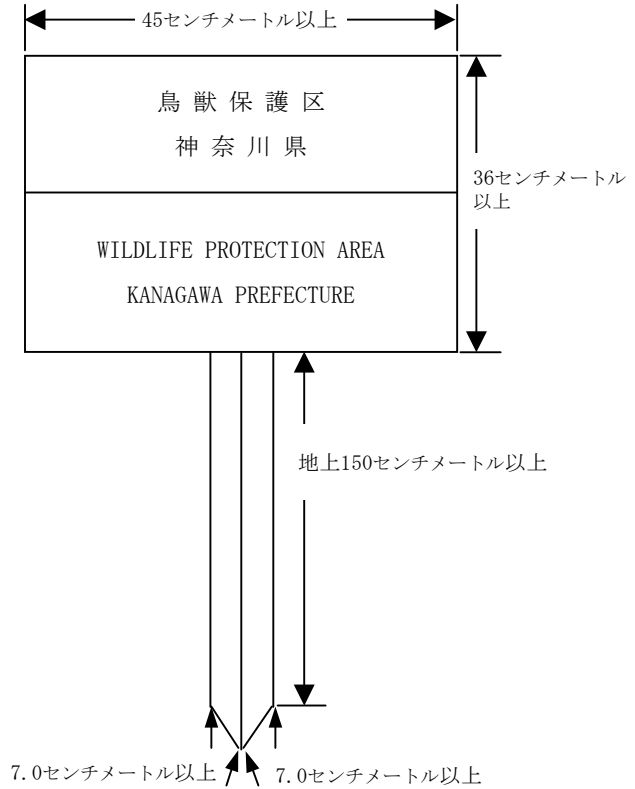 45センチメートル以上
鳥獣保護区
神奈川県
36センチメートル
以上
WILDLIFE PROTECTION AREA
KANAGAWA PREFECTURE
地上150センチメートル以上
7.0センチメートル以上
7.0センチメートル以上